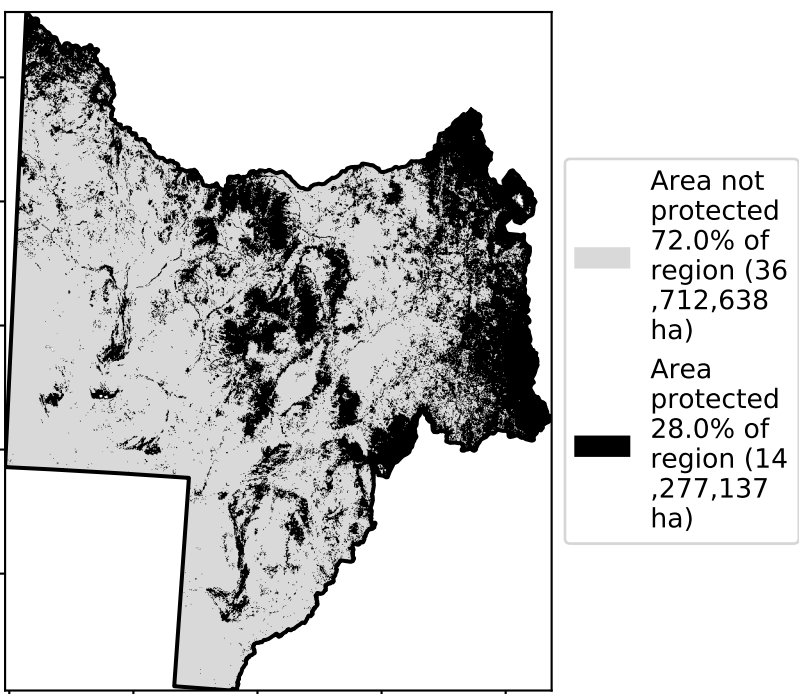 Area not
protected
72.0% of
region (36
,712,638
ha)
Area
protected
28.0% of
region (14
,277,137
ha)